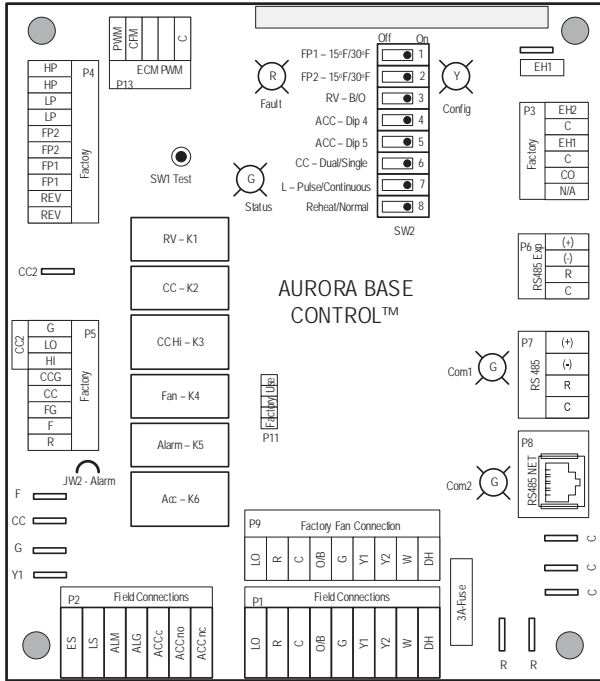 PWM
CFM
C
ECM PWM
P13
Off
On
FP1 – 15ºF/30ºF
1
FP2 – 15ºF/30ºF
2
RV – B/O
3
ACC – Dip 4
4
ACC – Dip 5
5
CC – Dual/Single
6
L – Pulse/Continuous
7
Reheat/Normal
8
SW2
R
Fault
Y
Config
G
Status
SW1 Test
EH1
P4
HP
HP
LP
LP
FP2
FP2
FP1
FP1
REV
REV
Factory
P3
EH2
C
EH1
C
CO
N/A
Factory
CC2
RV – K1
CC – K2
CC Hi – K3
Fan – K4
Alarm – K5
Acc – K6
AURORA BASE
CONTROL™
P6
RS485 Exp
(+)
(-)
R
C
P7
RS 485
(+)
(-)
R
C
Com1
G
P8
RS485 NET
Com2
G
CC2
P5
G
LO
HI
CCG
CC
FG
F
R
Factory
Factory Use
P11
JW2 - Alarm
F
CC
G
Y1
P9
Factory Fan Connection
LO
R
C
O/B
G
Y1
Y2
W
DH
P2
Field Connections
ES
LS
ALM
ALG
ACC c
ACC no
ACC nc
P1
Field Connections
LO
R
C
O/B
G
Y1
Y2
W
DH
3A-Fuse
C
C
C
R
R